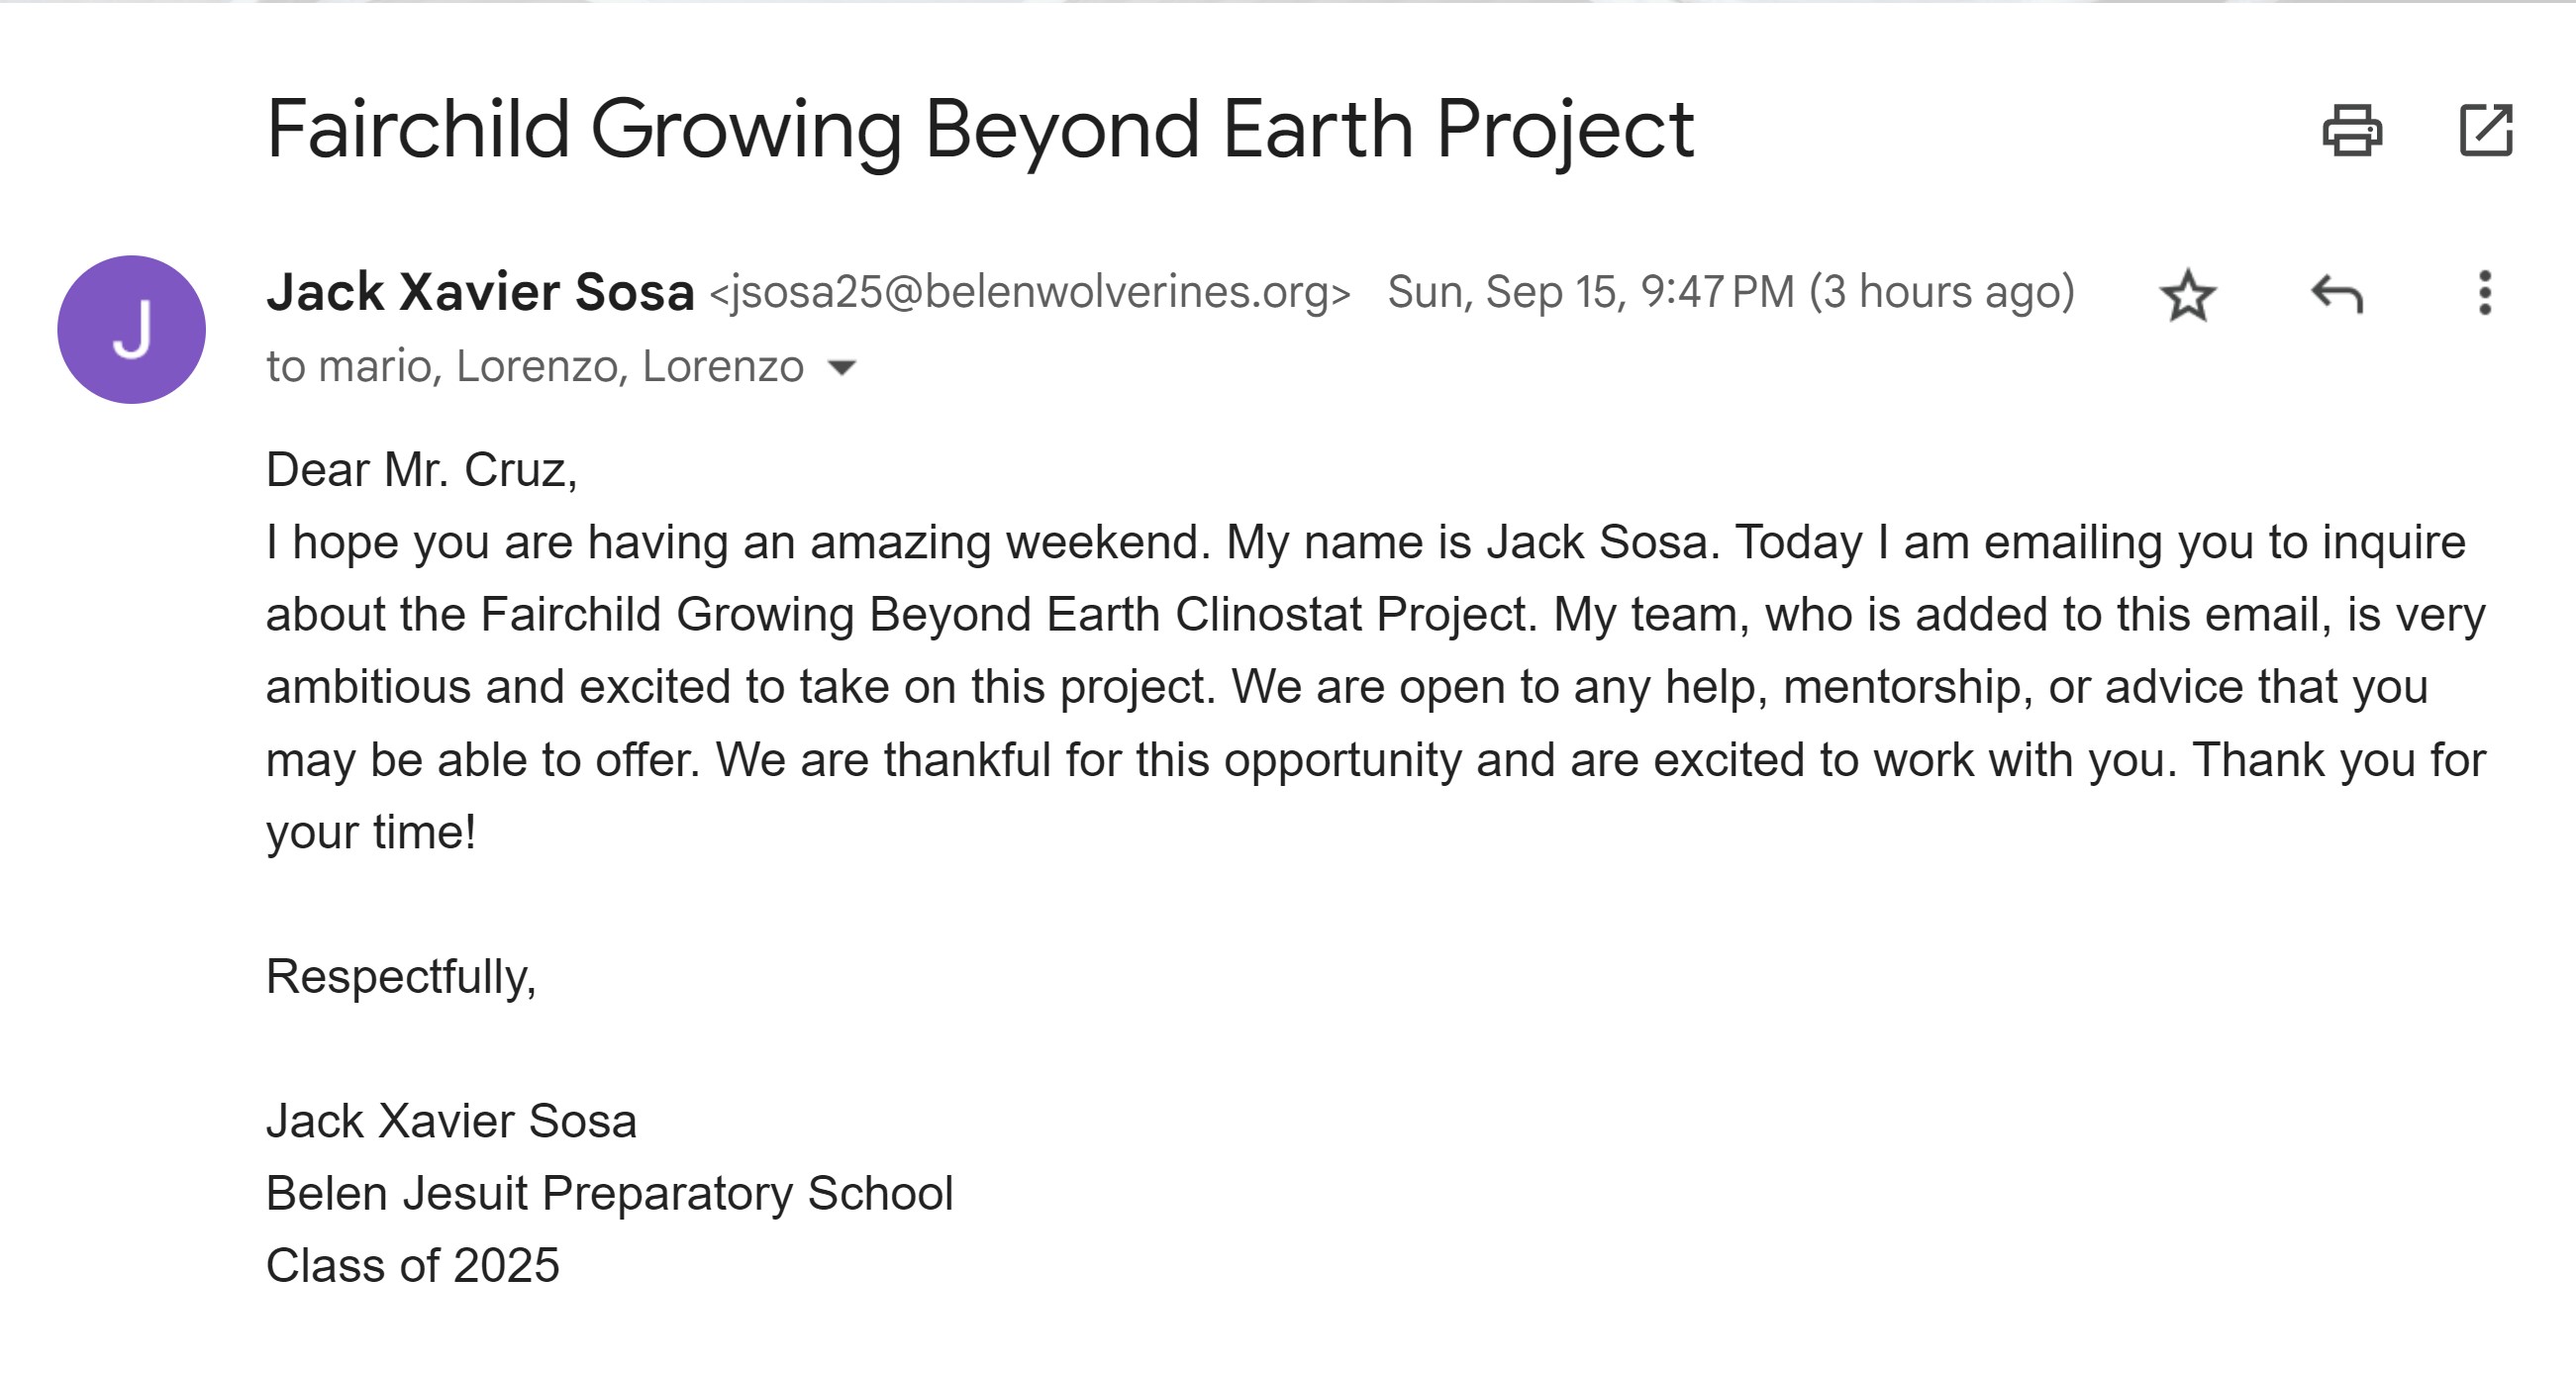 Fairchild Growing Beyond Earth Project
J
Jack Xavier Sosa <jsosa25@belenwolverines.org> Sun, Sep 15, 9:47 PM (3 hours ago)
to mario, Lorenzo, Lorenzo
Dear Mr. Cruz,
I hope you are having an amazing weekend. My name is Jack Sosa. Today I am emailing you to inquire
about the Fairchild Growing Beyond Earth Clinostat Project. My team, who is added to this email, is very
ambitious and excited to take on this project. We are open to any help, mentorship, or advice that you
may be able to offer. We are thankful for this opportunity and are excited to work with you. Thank you for
your time!
Respectfully,
Jack Xavier Sosa
Belen Jesuit Preparatory School
Class of 2025